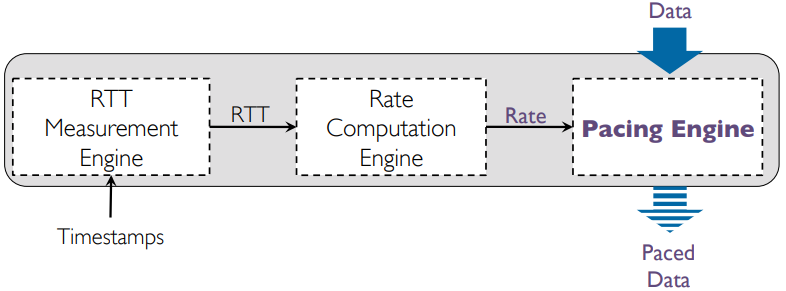 Data
RTT
Measurement
Engine
RTT
Rate
Computation
Engine
Rate
Pacing Engine
Timestamps
Paced
Data